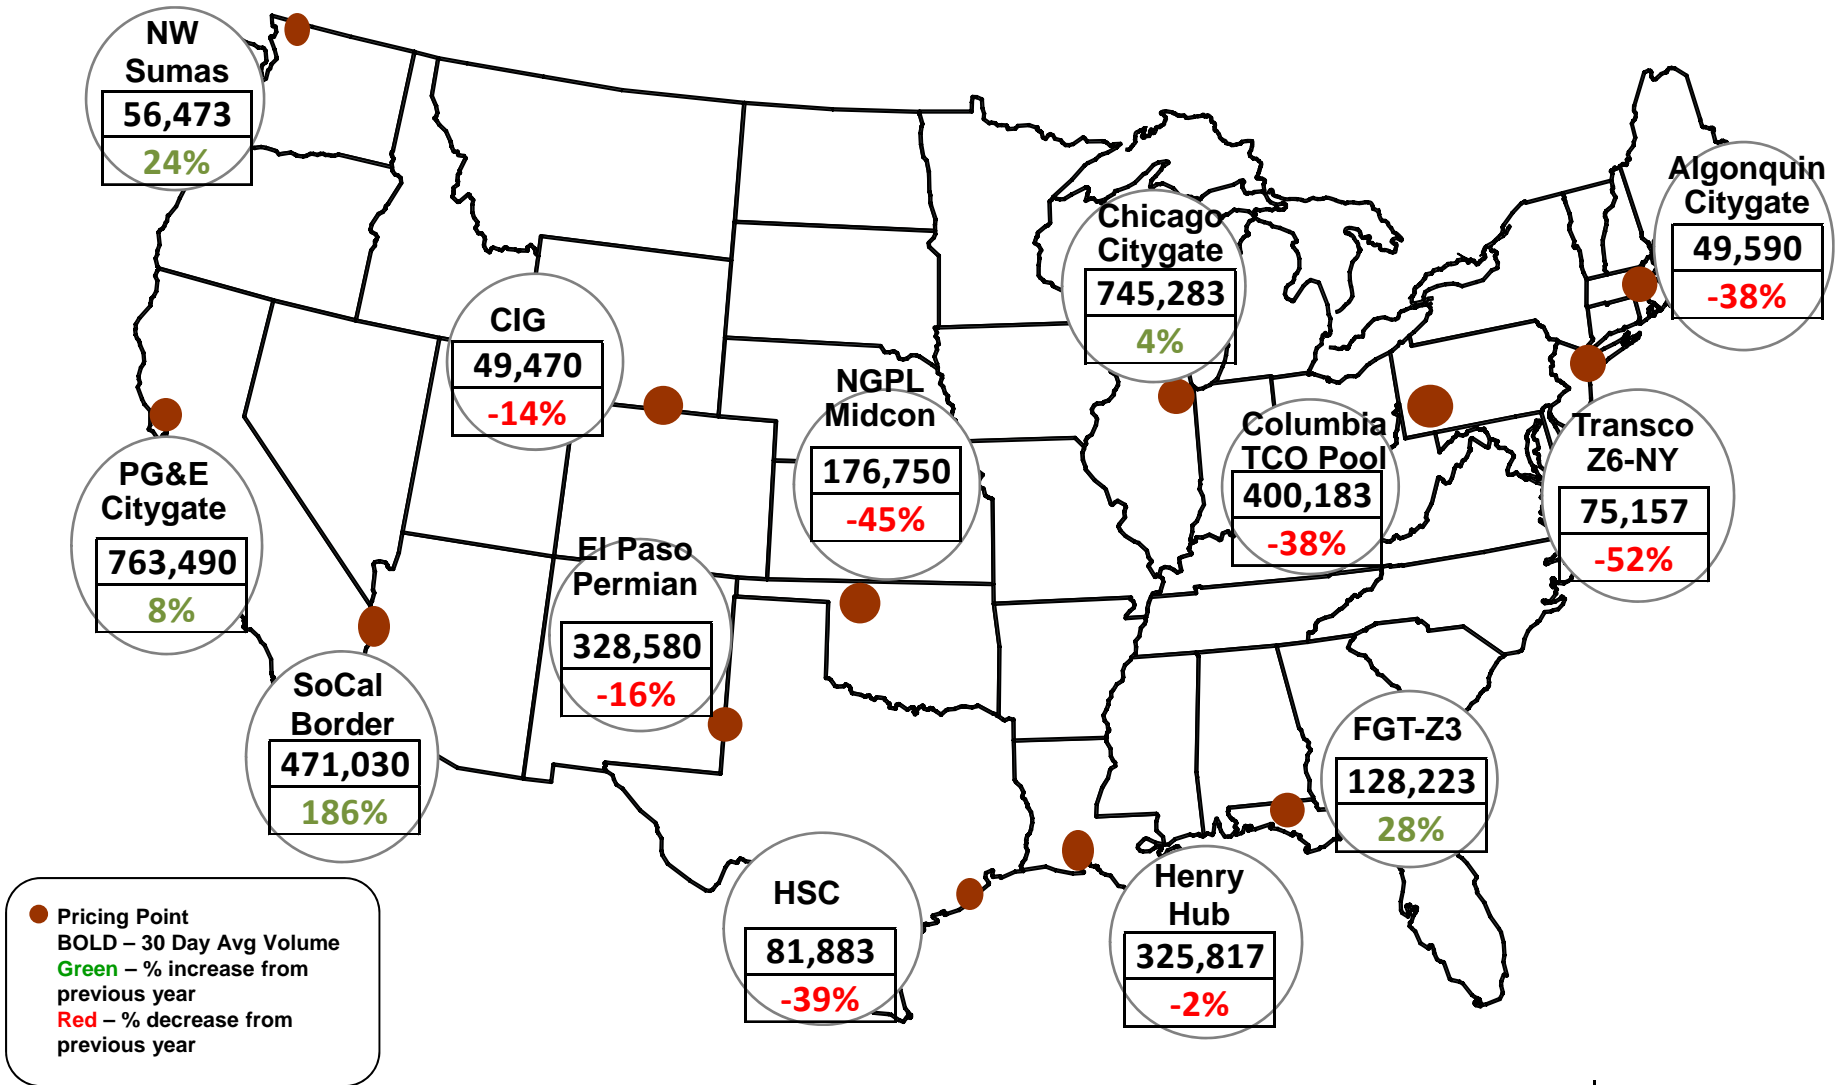 NW
Sumas
56,473
24%
Algonquin
Citygate
49,590
-38%
Chicago
Citygate
745,283
4%
CIG
49,470
-14%
NGPL
Midcon
176,750
-45%
Columbia
TCO Pool
400,183
-38%
Transco
Z6-NY
75,157
-52%
PG&E
Citygate
763,490
8%
El Paso
Permian
328,580
-16%
SoCal
Border
471,030
186%
FGT-Z3
128,223
28%
HSC
81,883
-39%
Henry
Hub
325,817
-2%
Pricing Point
BOLD – 30 Day Avg Volume
Green – % increase from
previous year
Red – % decrease from
previous year